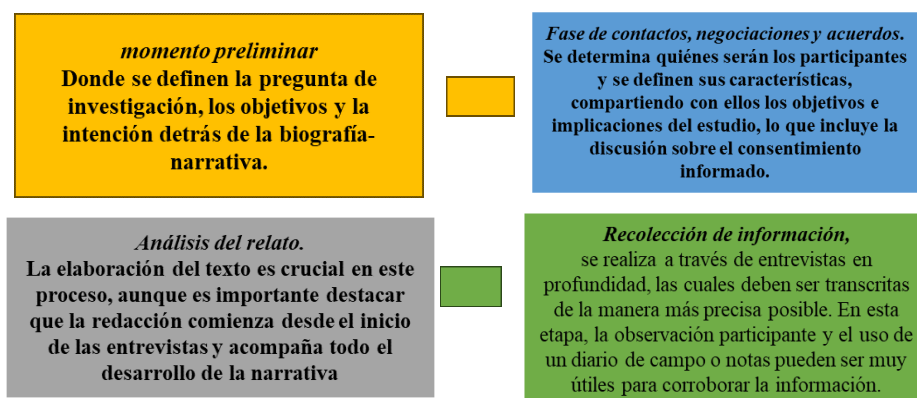 momento preliminar
Donde se definen la pregunta de
investigación, los objetivos y la
intención detrás de la biografía-
narrativa.
Fase de contactos, negociaciones y acuerdos.
Se determina quiénes serán los participantes
y se definen sus características,
compartiendo con ellos los objetivos e
implicaciones del estudio, lo que incluye la
discusión sobre el consentimiento
informado.
Análisis del relato.
La elaboración del texto es crucial en este
proceso, aunque es importante destacar
que la redacción comienza desde el inicio
de las entrevistas y acompaña todo el
desarrollo de la narrativa
Recolección de información,
se realiza a través de entrevistas en
profundidad, las cuales deben ser transcritas
de la manera más precisa posible. En esta
etapa, la observación participante y el uso de
un diario de campo o notas pueden ser muy
útiles para corroborar la información.